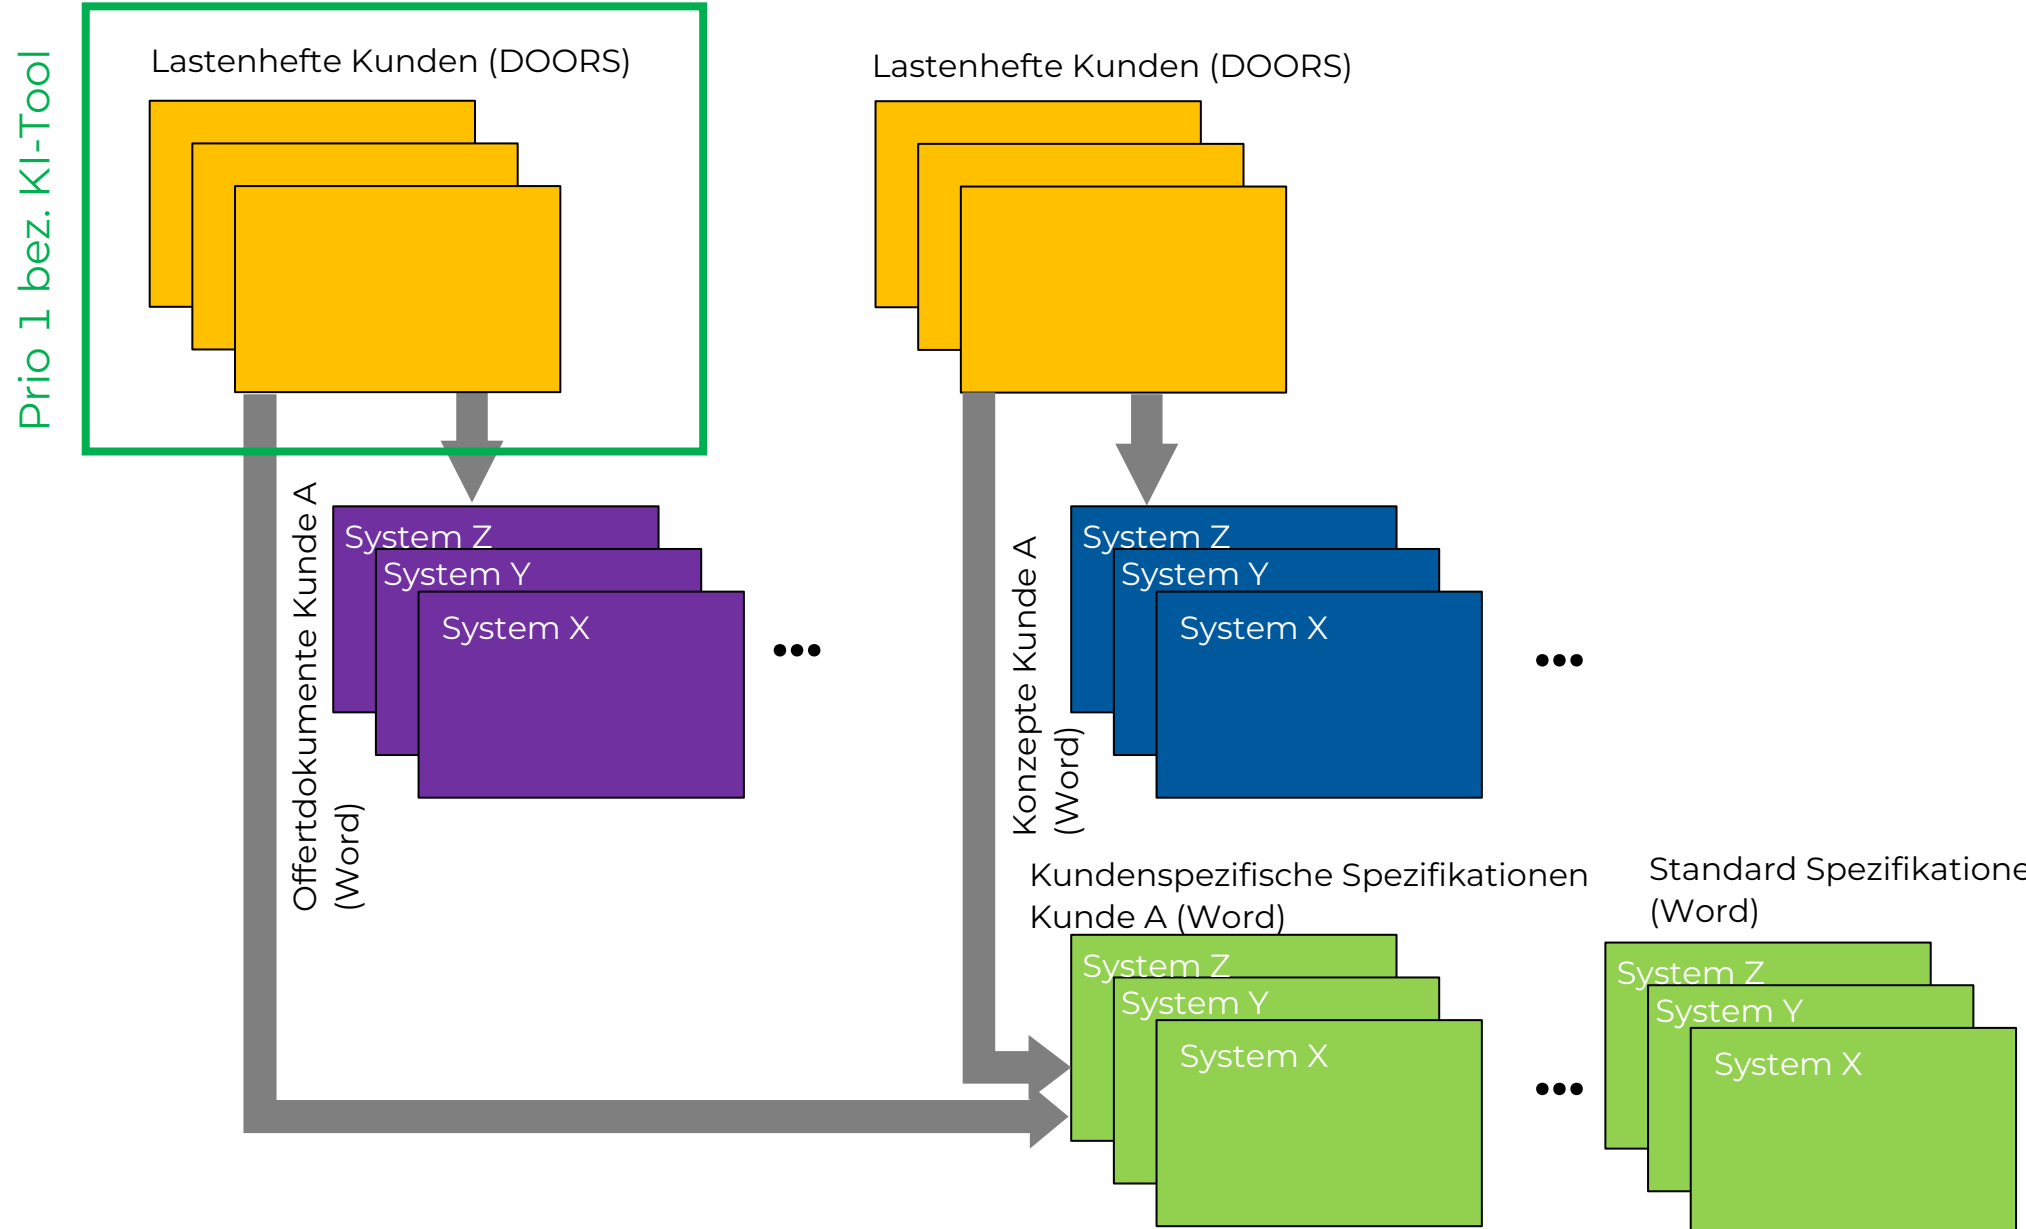 Prio 1 bez. KI-Tool
Lastenhefte Kunden (DOORS)
Lastenhefte Kunden (DOORS)
Offertdokumente Kunde A
(Word)
System Z
System Y
System X
•••
Konzepte Kunde A
(Word)
System Z
System Y
System X
•••
Kundenspezifische Spezifikationen
Kunde A (Word)
System Z
System Y
System X
•••
Standard Spezifikatione
(Word)
System Z
System Y
System X